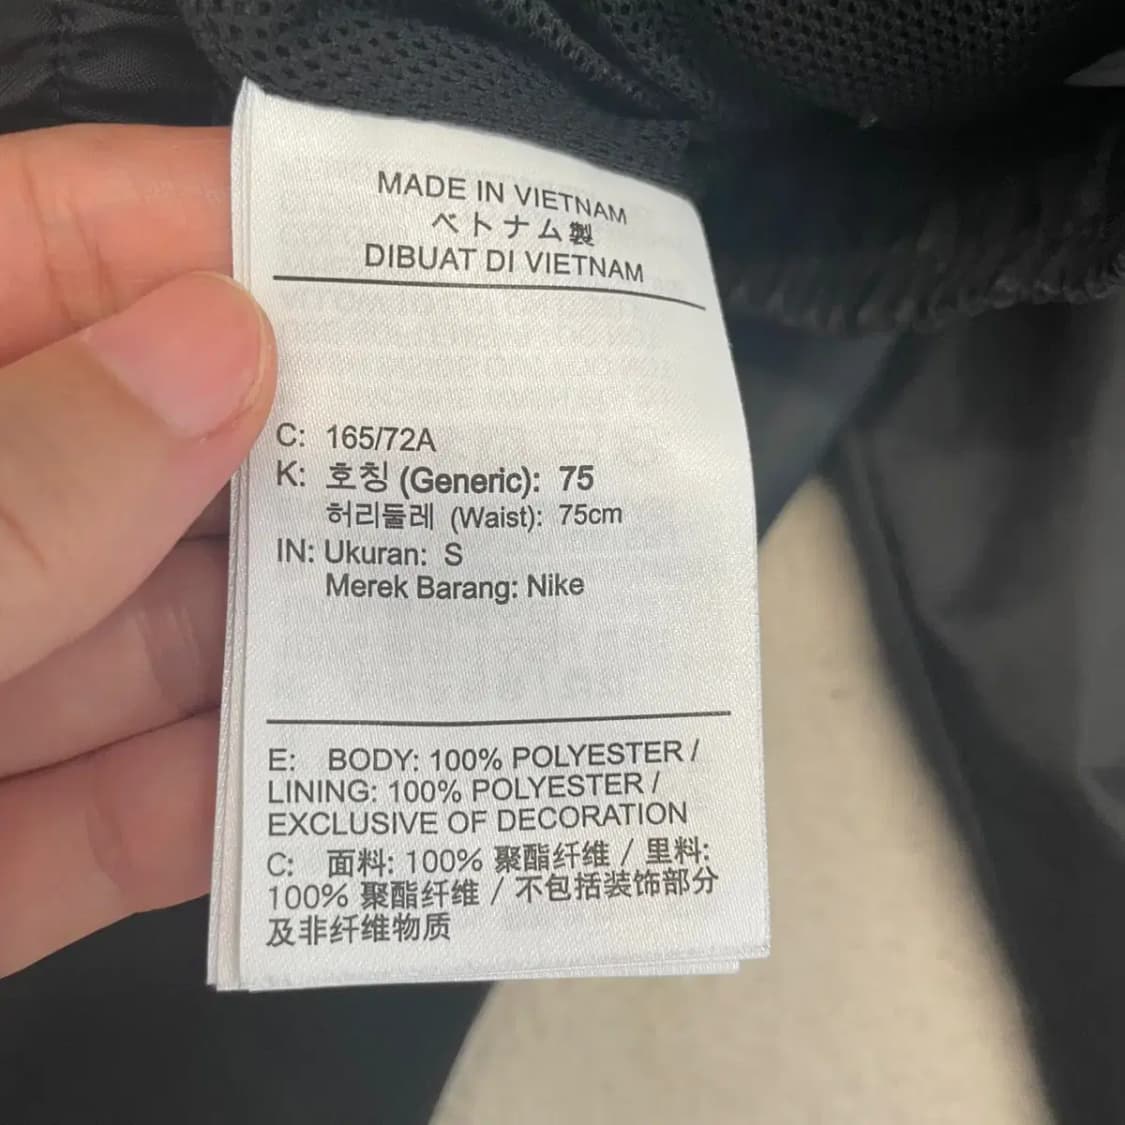 MADE IN VIETNAM
ベトナム製
DIBUAT DI VIETNAM
C: 165/72A
K: 호칭 (Generic): 75
허리둘레 (Waist): 75cm
IN: Ukuran: S
Merek Barang: Nike
E: BODY: 100% POLYESTER /
LINING: 100% POLYESTER /
EXCLUSIVE OF DECORATION
C: 面料: 100% 聚酯纤维 / 里料:
100% 聚酯纤维 / 不包括装饰部分
及非纤维物质